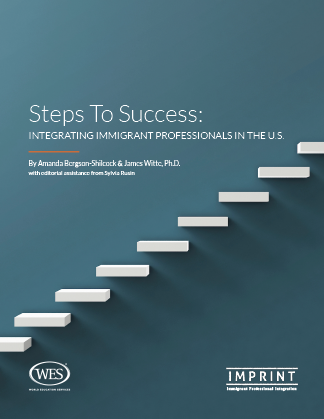 Steps To Success:
INTEGRATING IMMIGRANT PROFESSIONALS IN THE U.S.
By Amanda Bergson-Shilcock & James Witte, Ph.D.
with editorial assistance from Sylvia Rusin
WES
WORLD EDUCATION SERVICES
IMPRINT
Immigrant Professional Integration